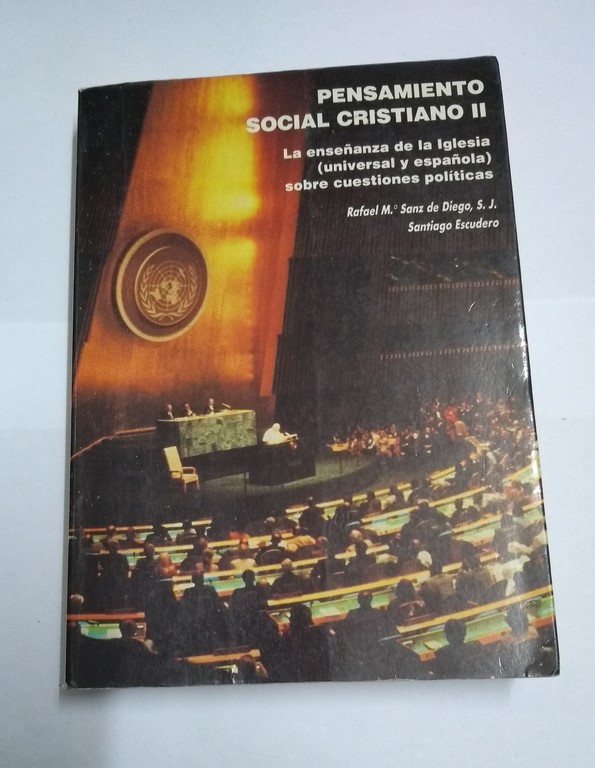 PENSAMIENTO
SOCIAL CRISTIANO II
La enseñanza de la Iglesia
(universal y española)
sobre cuestiones políticas
Rafael M.ª Sanz de Diego, S. J.
Santiago Escudero